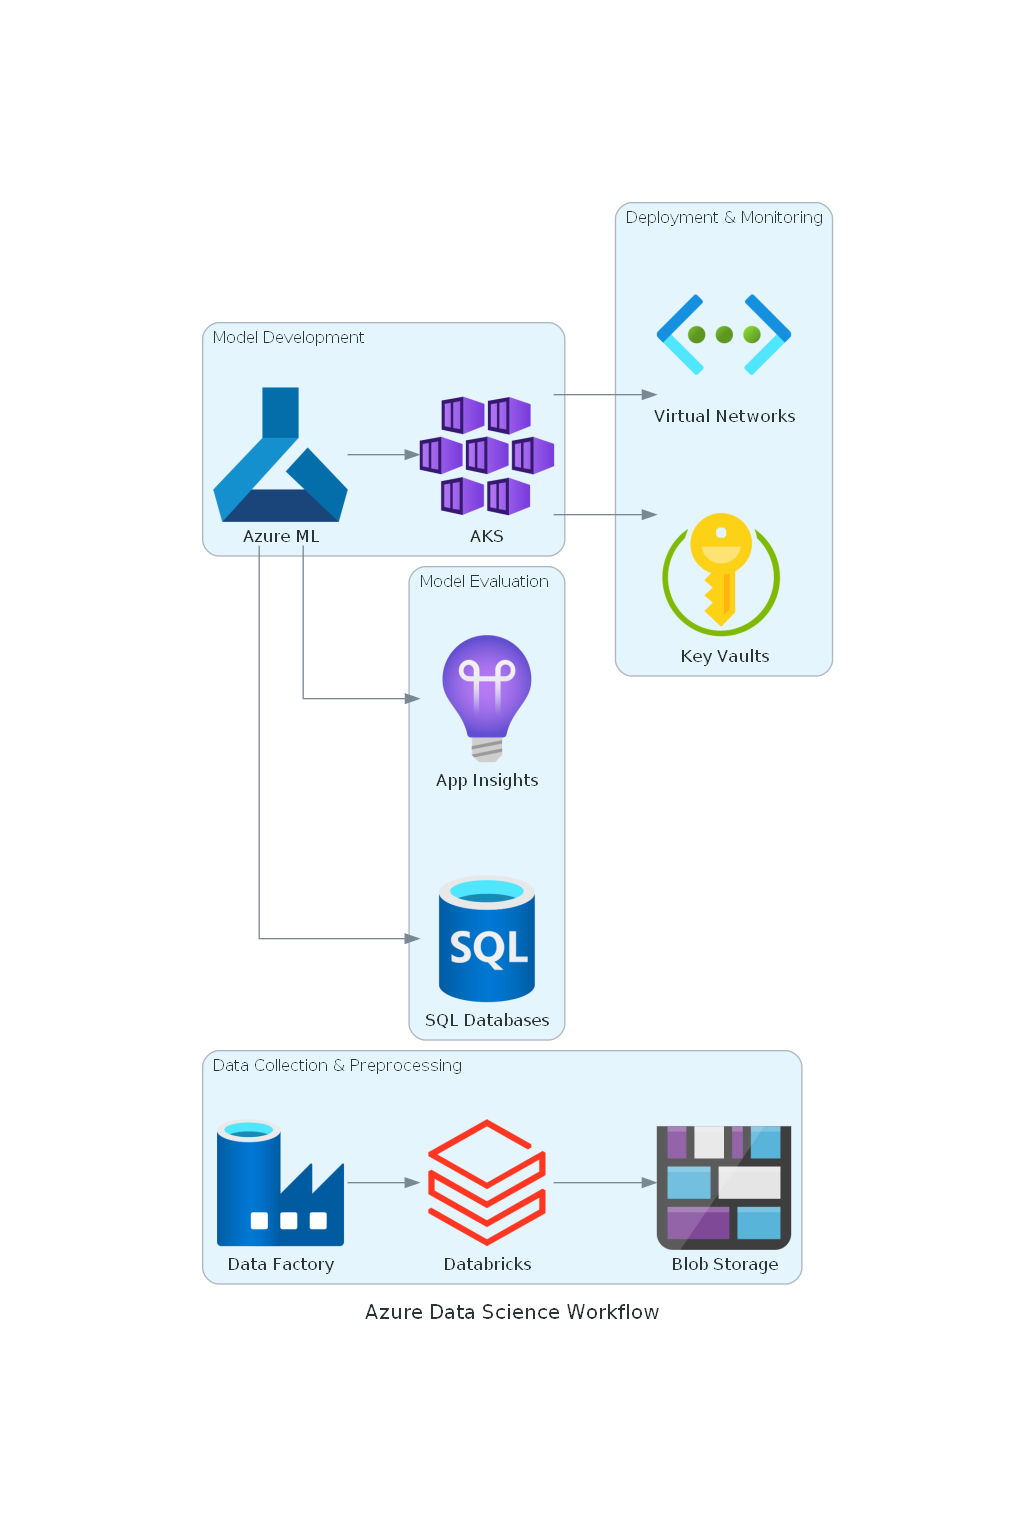 Deployment & Monitoring
Virtual Networks
Key Vaults
Model Development
Azure ML
AKS
Model Evaluation
App Insights
SQL
SQL Databases
Data Collection & Preprocessing
Data Factory
Databricks
Blob Storage
Azure Data Science Workflow